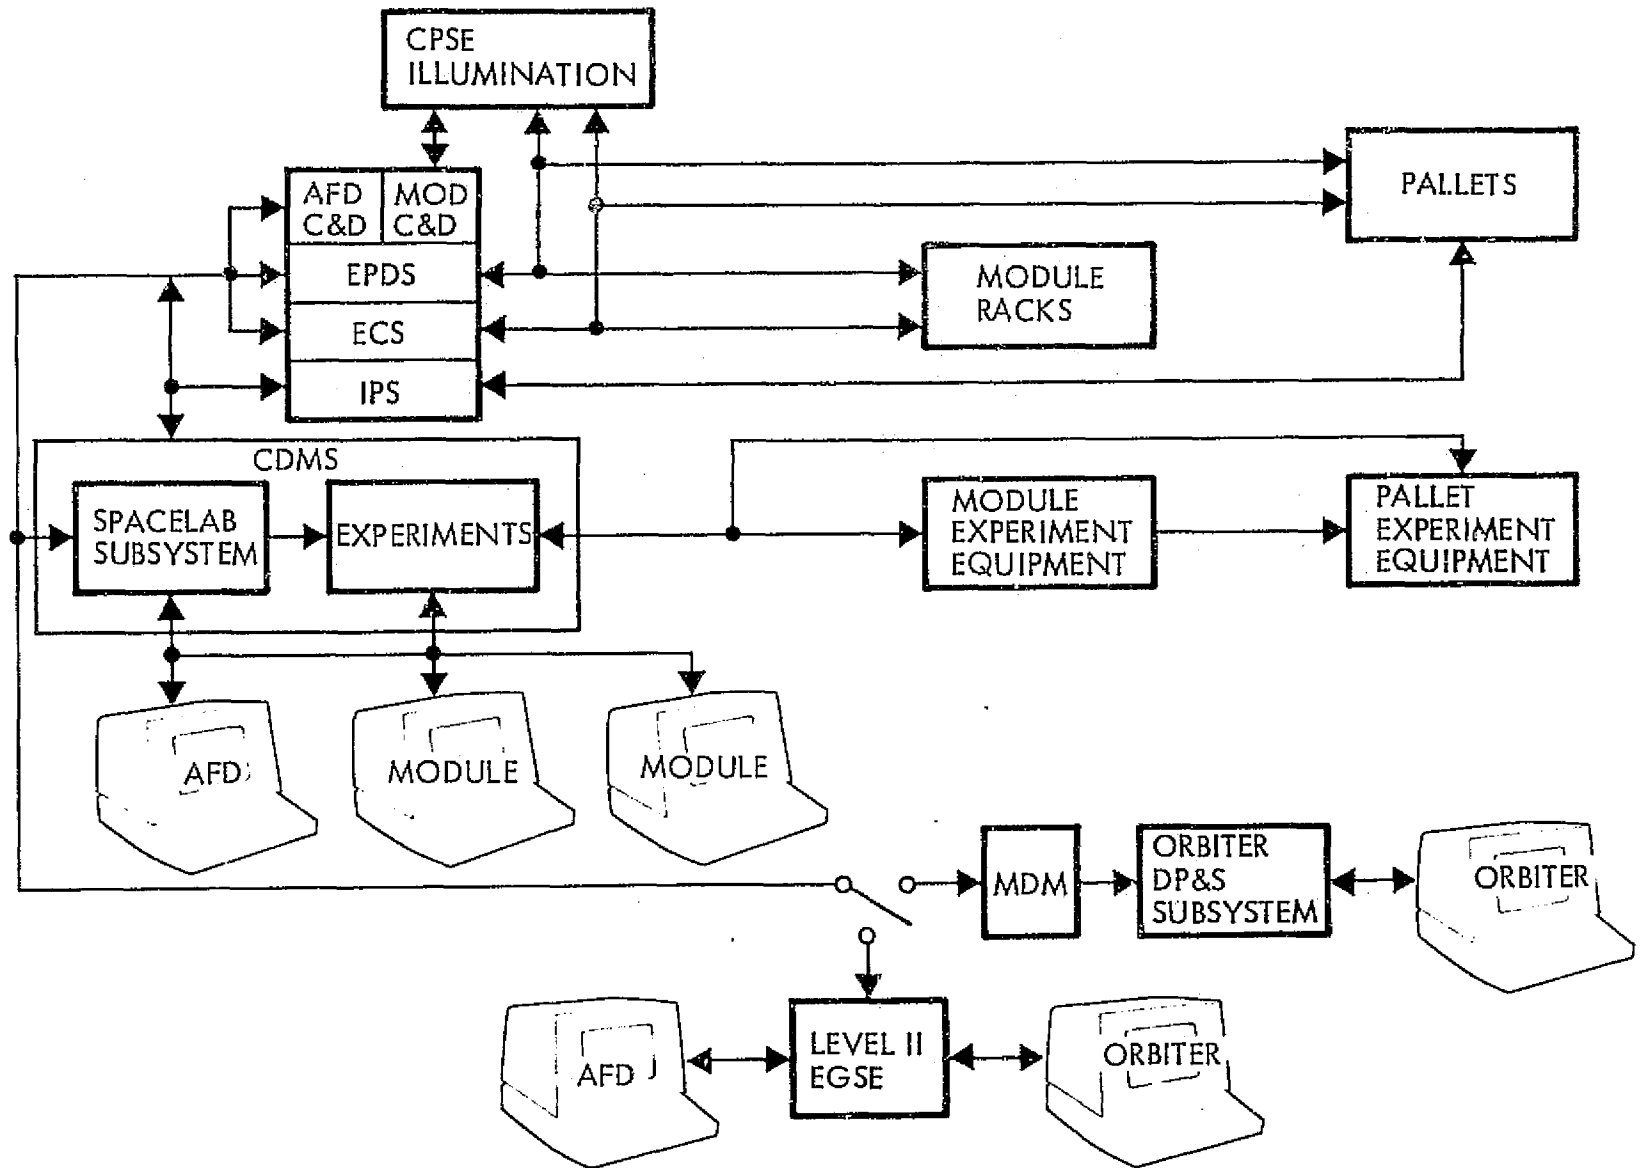 CPSE
ILLUMINATION
AFD
C&D
MOD
C&D
PALLETS
EPDS
MODULE
RACKS
ECS
IPS
CDMS
SPACELAB
SUBSYSTEM
EXPERIMENTS
MODULE
EXPERIMENT
EQUIPMENT
PALLET
EXPERIMENT
EQUIPMENT
AFD
MODULE
MODULE
MDM
ORBITER
DP&S
SUBSYSTEM
ORBITER
AFD
LEVEL II
EGSE
ORBITER